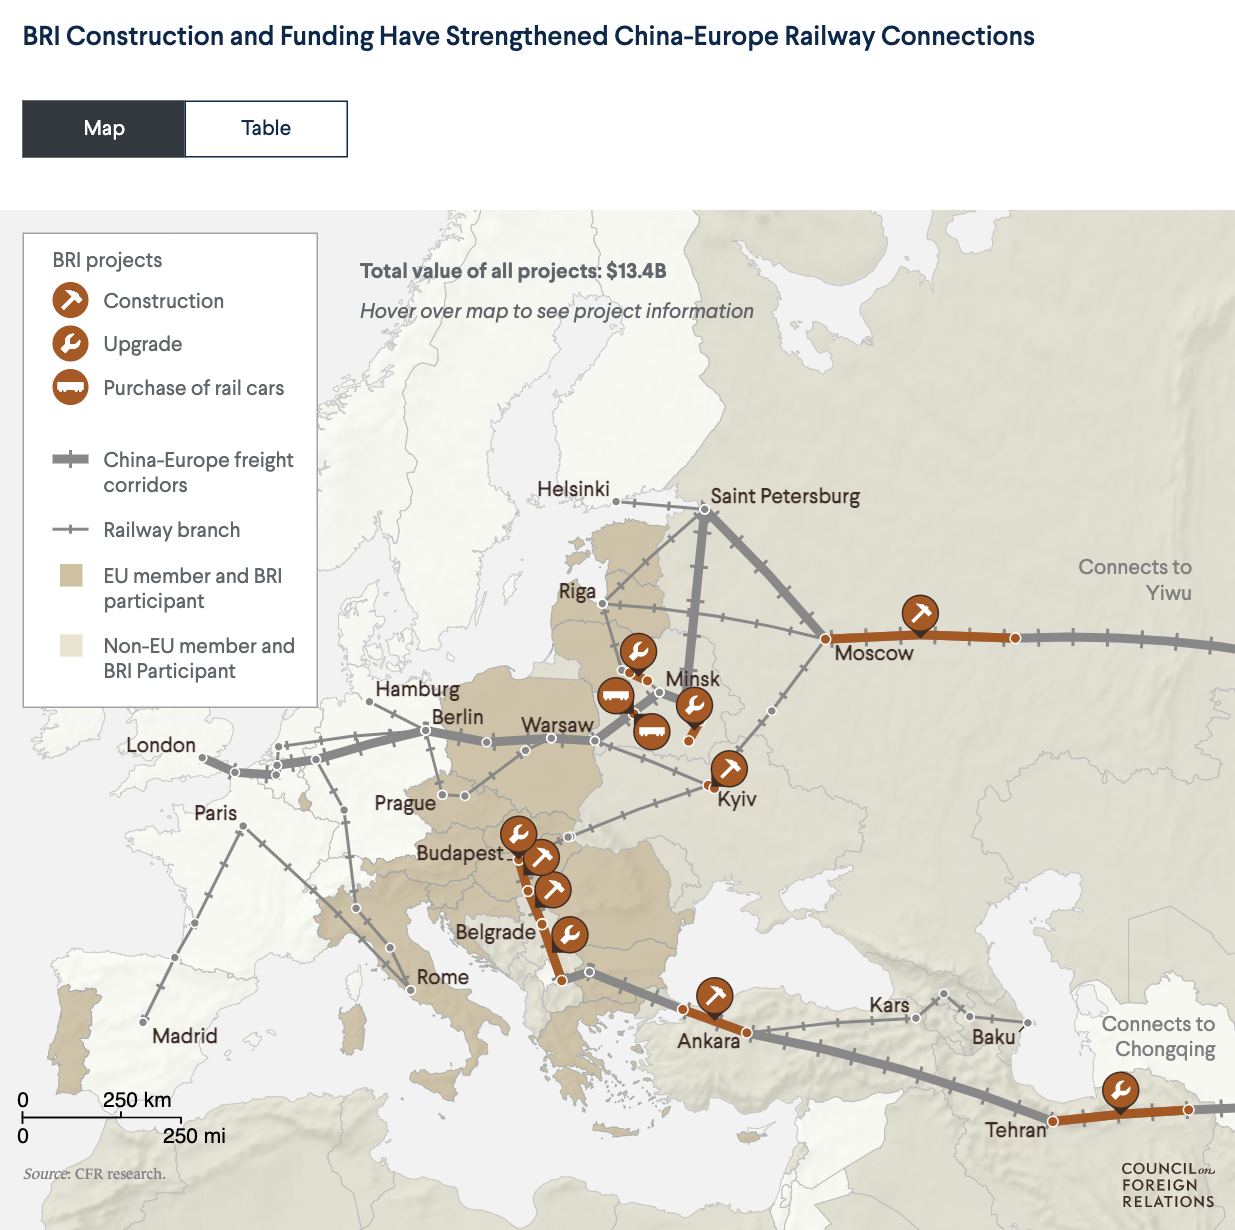 BRI Construction and Funding Have Strengthened China-Europe Railway Connections
Map
Table
BRI projects
Construction
Upgrade
Purchase of rail cars
China-Europe freight
corridors
Railway branch
EU member and BRI
participant
Non-EU member and
BRI Participant
Total value of all projects: $13.4B
Hover over map to see project information
Helsinki
Saint Petersburg
Connects to
Yiwu
Riga
Moscow
Minsk
Hamburg
Berlin
Warsaw
London
Prague
Kyiv
Paris
Budapest
Belgrade
Rome
Kars
Madrid
Ankara
Baku
Connects to
Chongqing
0
250 km
0
250 mi
Tehran
Source: CFR research.
COUNCIL on
FOREIGN
RELATIONS